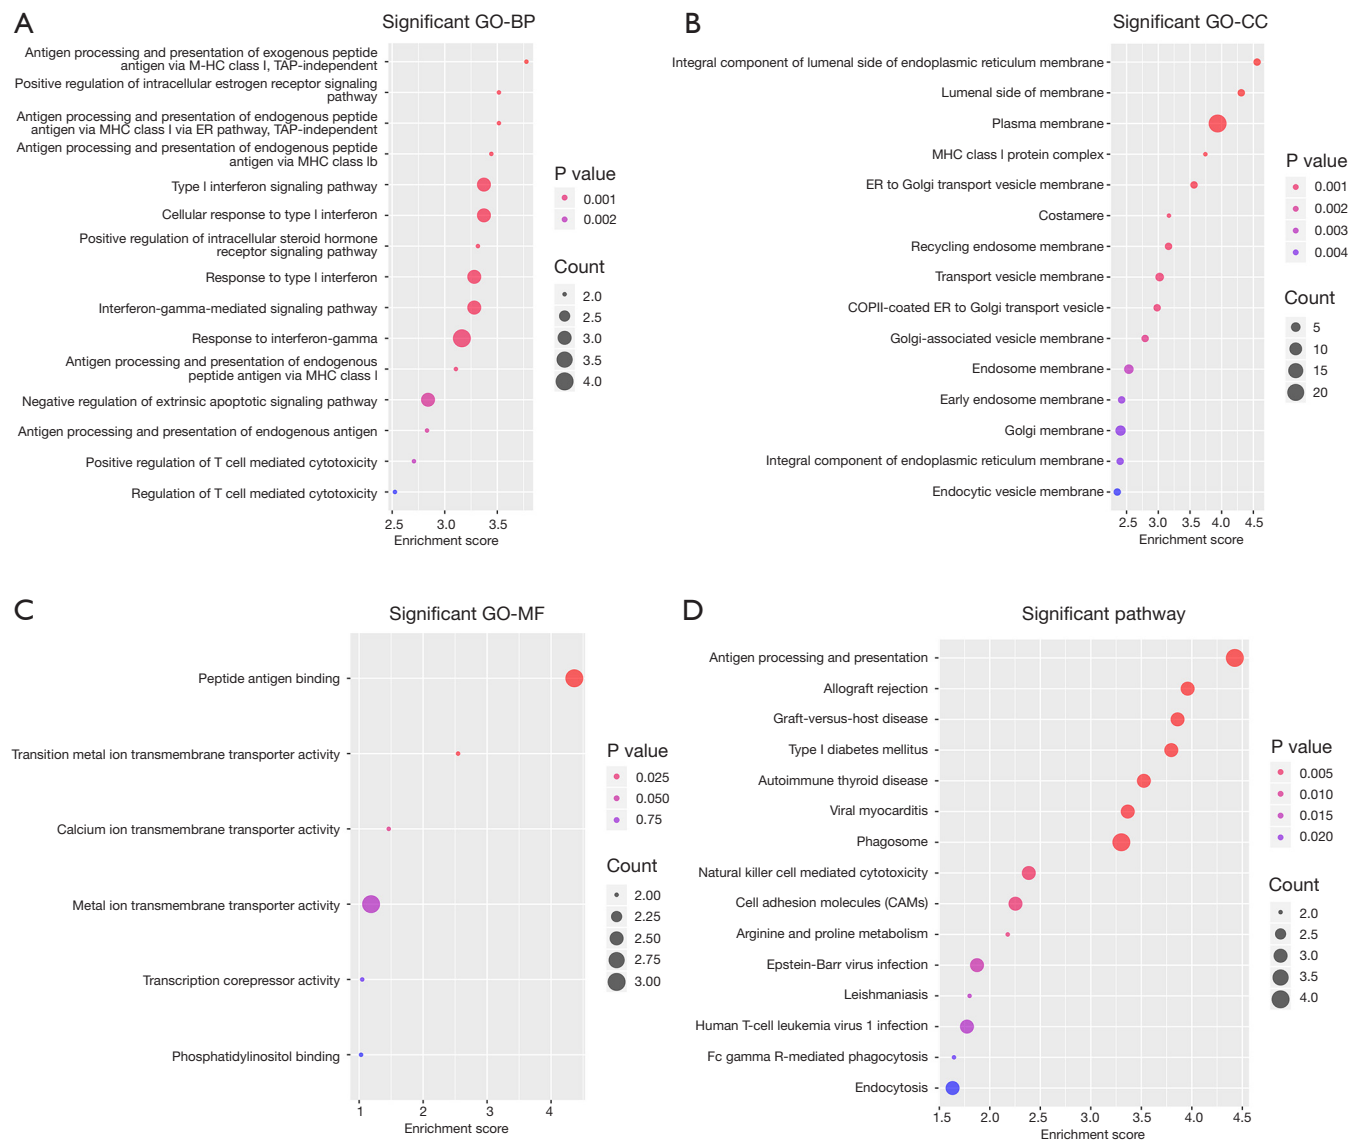 A
Significant GO-BP
Antigen processing and presentation of exogenous peptide
antigen via M-HC class I, TAP-independent
Positive regulation of intracellular estrogen receptor signaling
pathway
Antigen processing and presentation of endogenous peptide
antigen via MHC class I via ER pathway, TAP-independent
Antigen processing and presentation of endogenous peptide
antigen via MHC class Ib
Type I interferon signaling pathway
Cellular response to type I interferon
Positive regulation of intracellular steroid hormone
receptor signaling pathway
Response to type I interferon
Interferon-gamma-mediated signaling pathway
Response to interferon-gamma
Antigen processing and presentation of endogenous
peptide antigen via MHC class I
Negative regulation of extrinsic apoptotic signaling pathway
Antigen processing and presentation of endogenous antigen
Positive regulation of T cell mediated cytotoxicity
Regulation of T cell mediated cytotoxicity
2.5 3.0 3.5
Enrichment score
P value
0.001
0.002
Count
2.0
2.5
3.0
3.5
4.0
B
Significant GO-CC
Integral component of lumenal side of endoplasmic reticulum membrane
Lumenal side of membrane
Plasma membrane
MHC class I protein complex
ER to Golgi transport vesicle membrane
Costamere
Recycling endosome membrane
Transport vesicle membrane
COPII-coated ER to Golgi transport vesicle
Golgi-associated vesicle membrane
Endosome membrane
Early endosome membrane
Golgi membrane
Integral component of endoplasmic reticulum membrane
Endocytic vesicle membrane
2.5 3.0 3.5 4.0 4.5
Enrichment score
P value
0.001
0.002
0.003
0.004
Count
5
10
15
20
C
Significant GO-MF
Peptide antigen binding
Transition metal ion transmembrane transporter activity
Calcium ion transmembrane transporter activity
Metal ion transmembrane transporter activity
Transcription corepressor activity
Phosphatidylinositol binding
1 2 3 4
Enrichment score
P value
0.025
0.050
0.75
Count
2.00
2.25
2.50
2.75
3.00
D
Significant pathway
Antigen processing and presentation
Allograft rejection
Graft-versus-host disease
Type I diabetes mellitus
Autoimmune thyroid disease
Viral myocarditis
Phagosome
Natural killer cell mediated cytotoxicity
Cell adhesion molecules (CAMs)
Arginine and proline metabolism
Epstein-Barr virus infection
Leishmaniasis
Human T-cell leukemia virus 1 infection
Fc gamma R-mediated phagocytosis
Endocytosis
1.5 2.0 2.5 3.0 3.5 4.0 4.5
Enrichment score
P value
0.005
0.010
0.015
0.020
Count
2.0
2.5
3.0
3.5
4.0